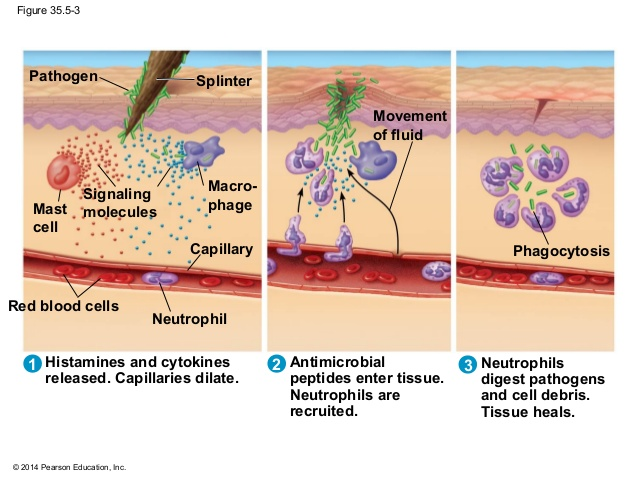 Figure 35.5-3
Pathogen
Splinter
Signaling
molecules
Macro-
phage
Mast
cell
Capillary
Red blood cells
Neutrophil
Movement
of fluid
Phagocytosis
1 Histamines and cytokines
released. Capillaries dilate.
2 Antimicrobial
peptides enter tissue.
Neutrophils are
recruited.
3 Neutrophils
digest pathogens
and cell debris.
Tissue heals.
© 2014 Pearson Education, Inc.